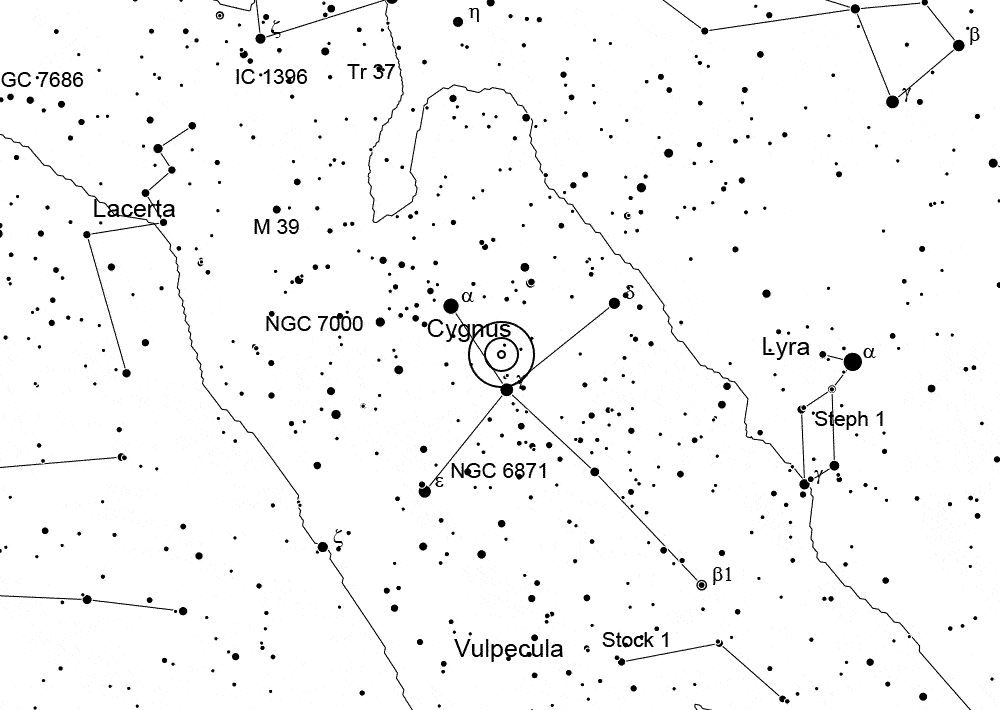 η
ζ
β
IC 1396
Tr 37
GC 7686
γ
Lacerta
M 39
α
δ
NGC 7000
Cygnus
Lyra
α
Steph 1
NGC 6871
ε
γ
ζ
β1
Vulpecula
Stock 1